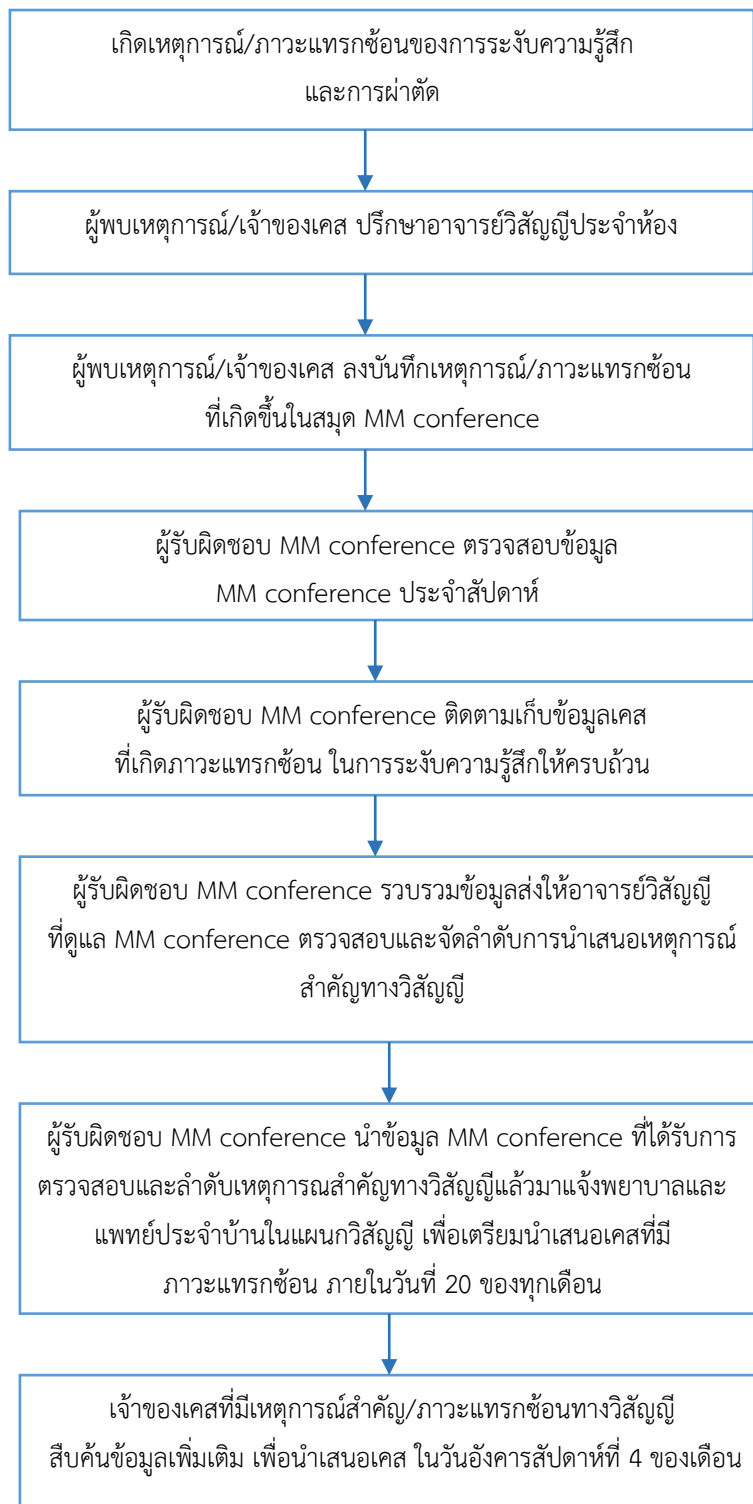 เกิดเหตุการณ์/ภาวะแทรกซ้อนของการระงับความรู้สึก
และการผ่าตัด
ผู้พบเหตุการณ์/เจ้าของเคส ปรึกษาอาจารย์วิสัญญีประจำห้อง
ผู้พบเหตุการณ์/เจ้าของเคส ลงบันทึกเหตุการณ์/ภาวะแทรกซ้อน
ที่เกิดขึ้นในสมุด MM conference
ผู้รับผิดชอบ MM conference ตรวจสอบข้อมูล
MM conference ประจำสัปดาห์
ผู้รับผิดชอบ MM conference ติดตามเก็บข้อมูลเคส
ที่เกิดภาวะแทรกซ้อน ในการระงับความรู้สึกให้ครบถ้วน
ผู้รับผิดชอบ MM conference รวบรวมข้อมูลส่งให้อาจารย์วิสัญญี
ที่ดูแล MM conference ตรวจสอบและจัดลำดับการนำเสนอเหตุการณ์
สำคัญทางวิสัญญี
ผู้รับผิดชอบ MM conference นำข้อมูล MM conference ที่ได้รับการ
ตรวจสอบและลำดับเหตุการณสำคัญทางวิสัญญีแล้วมาแจ้งพยาบาลและ
แพทย์ประจำบ้านในแผนกวิสัญญี เพื่อเตรียมนำเสนอเคสที่มี
ภาวะแทรกซ้อน ภายในวันที่ 20 ของทุกเดือน
เจ้าของเคสที่มีเหตุการณ์สำคัญ/ภาวะแทรกซ้อนทางวิสัญญี
สืบค้นข้อมูลเพิ่มเติม เพื่อนำเสนอเคส ในวันอังคารสัปดาห์ที่ 4 ของเดือน